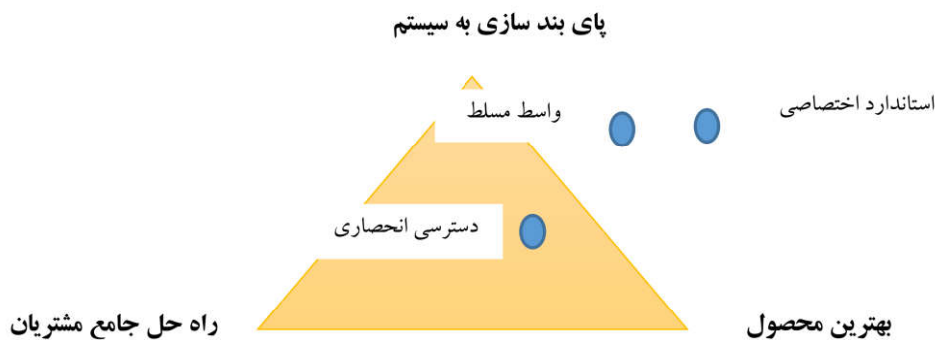 پای بند سازی به سیستم
استاندارد اختصاصی
واسط مسلط
دسترسی انحصاری
بهترین محصول
راه حل جامع مشتریان